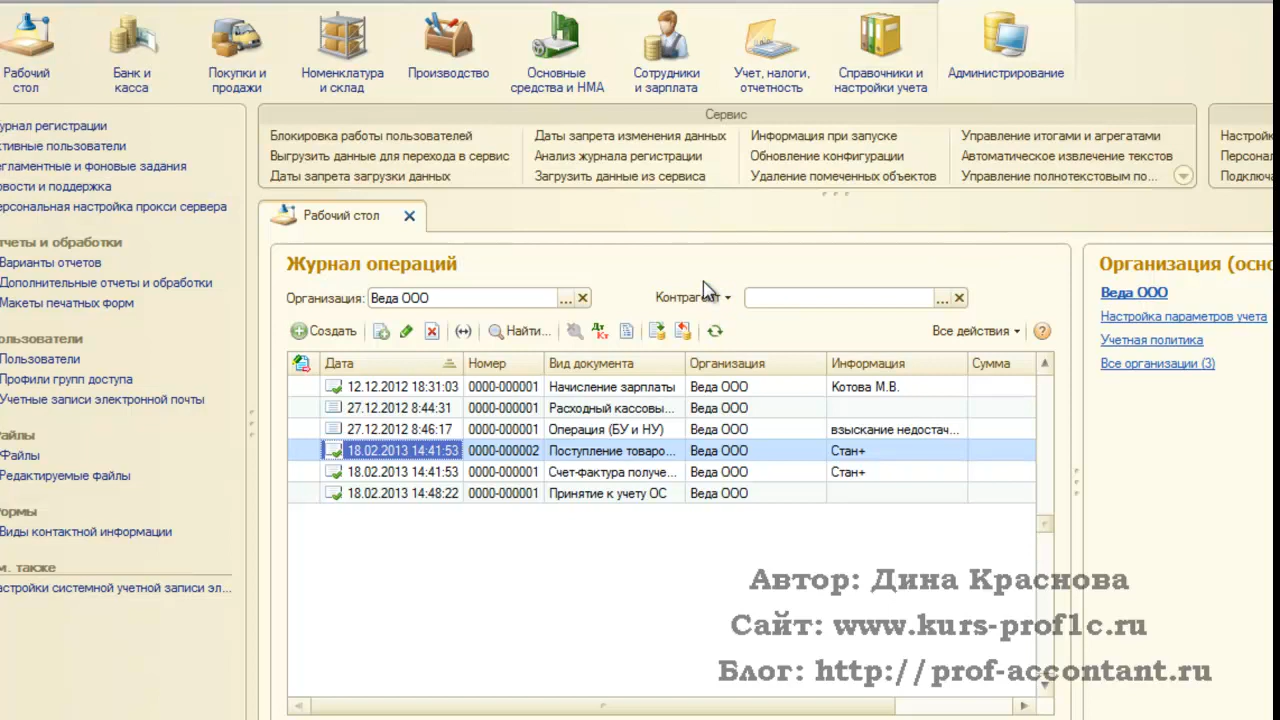 Рабочий стол
Банк и касса
Покупки и продажи
Номенклатура и склад
Производство
Основные средства и НМА
Сотрудники и зарплата
Учет, налоги, отчетность
Справочники и настройки учета
Администрирование
урнал регистрации
ктивные пользователи
егламентные и фоновые задания
овости и поддержка
ерсональная настройка прокси сервера
тчеты и обработки
Варианты отчетов
Дополнительные отчеты и обработки
Макеты печатных форм
ользователи
Пользователи
Профили групп доступа
Учетные записи электронной почты
айлы
Файлы
Редактируемые файлы
ормы
Виды контактной информации
м. также
астройки системной учетной записи эл...
Сервис
Блокировка работы пользователей
Выгрузить данные для перехода в сервис
Даты запрета загрузки данных
Даты запрета изменения данных
Анализ журнала регистрации
Загрузить данные из сервиса
Информация при запуске
Обновление конфигурации
Удаление помеченных объектов
Управление итогами и агрегатами
Автоматическое извлечение текстов
Управление полнотекстовым по...
Настройк
Персонал
Подключа
Рабочий стол
Журнал операций
Организация: Веда ООО ... Контрагент ...
Создать Найти... Дт Кт Все действия
Дата Номер Вид документа Организация Информация Сумма
12.12.2012 18:31:03 0000-000001 Начисление зарплаты Веда ООО Котова М.В.
27.12.2012 8:44:31 0000-000001 Расходный кассовы... Веда ООО
27.12.2012 8:46:17 0000-000001 Операция (БУ и НУ) Веда ООО взыскание недостач...
18.02.2013 14:41:53 0000-000002 Поступление товаро... Веда ООО Стан+
18.02.2013 14:41:53 0000-000001 Счет-фактура получе... Веда ООО Стан+
18.02.2013 14:48:22 0000-000001 Принятие к учету ОС Веда ООО
Организация (осно
Веда ООО
Настройка параметров учета
Учетная политика
Все организации (3)
Автор: Дина Краснова
Сайт: www.kurs-prof1c.ru
Блог: http://prof-accontant.ru